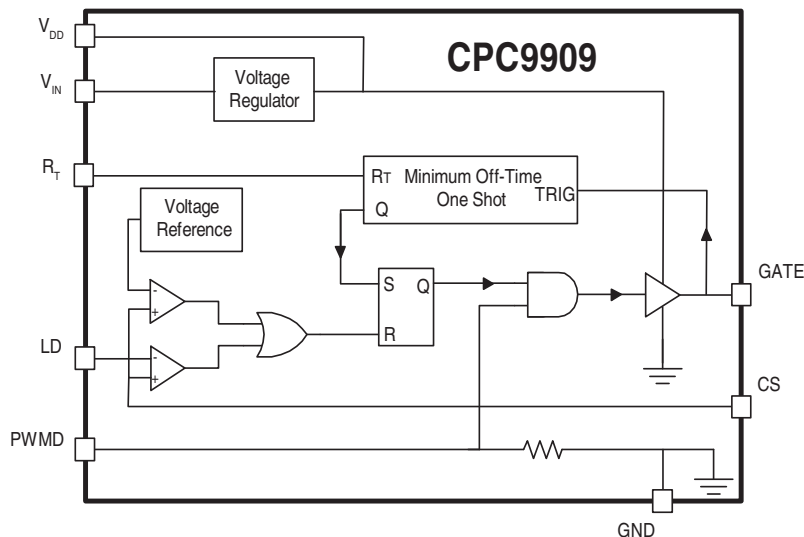 V_DD
CPC9909
Voltage
Regulator
V_IN
R_T
RT Minimum Off-Time
One Shot
TRIG
Q
Voltage
Reference
GATE
S Q
R
-
+
LD
-
+
CS
PWMD
GND